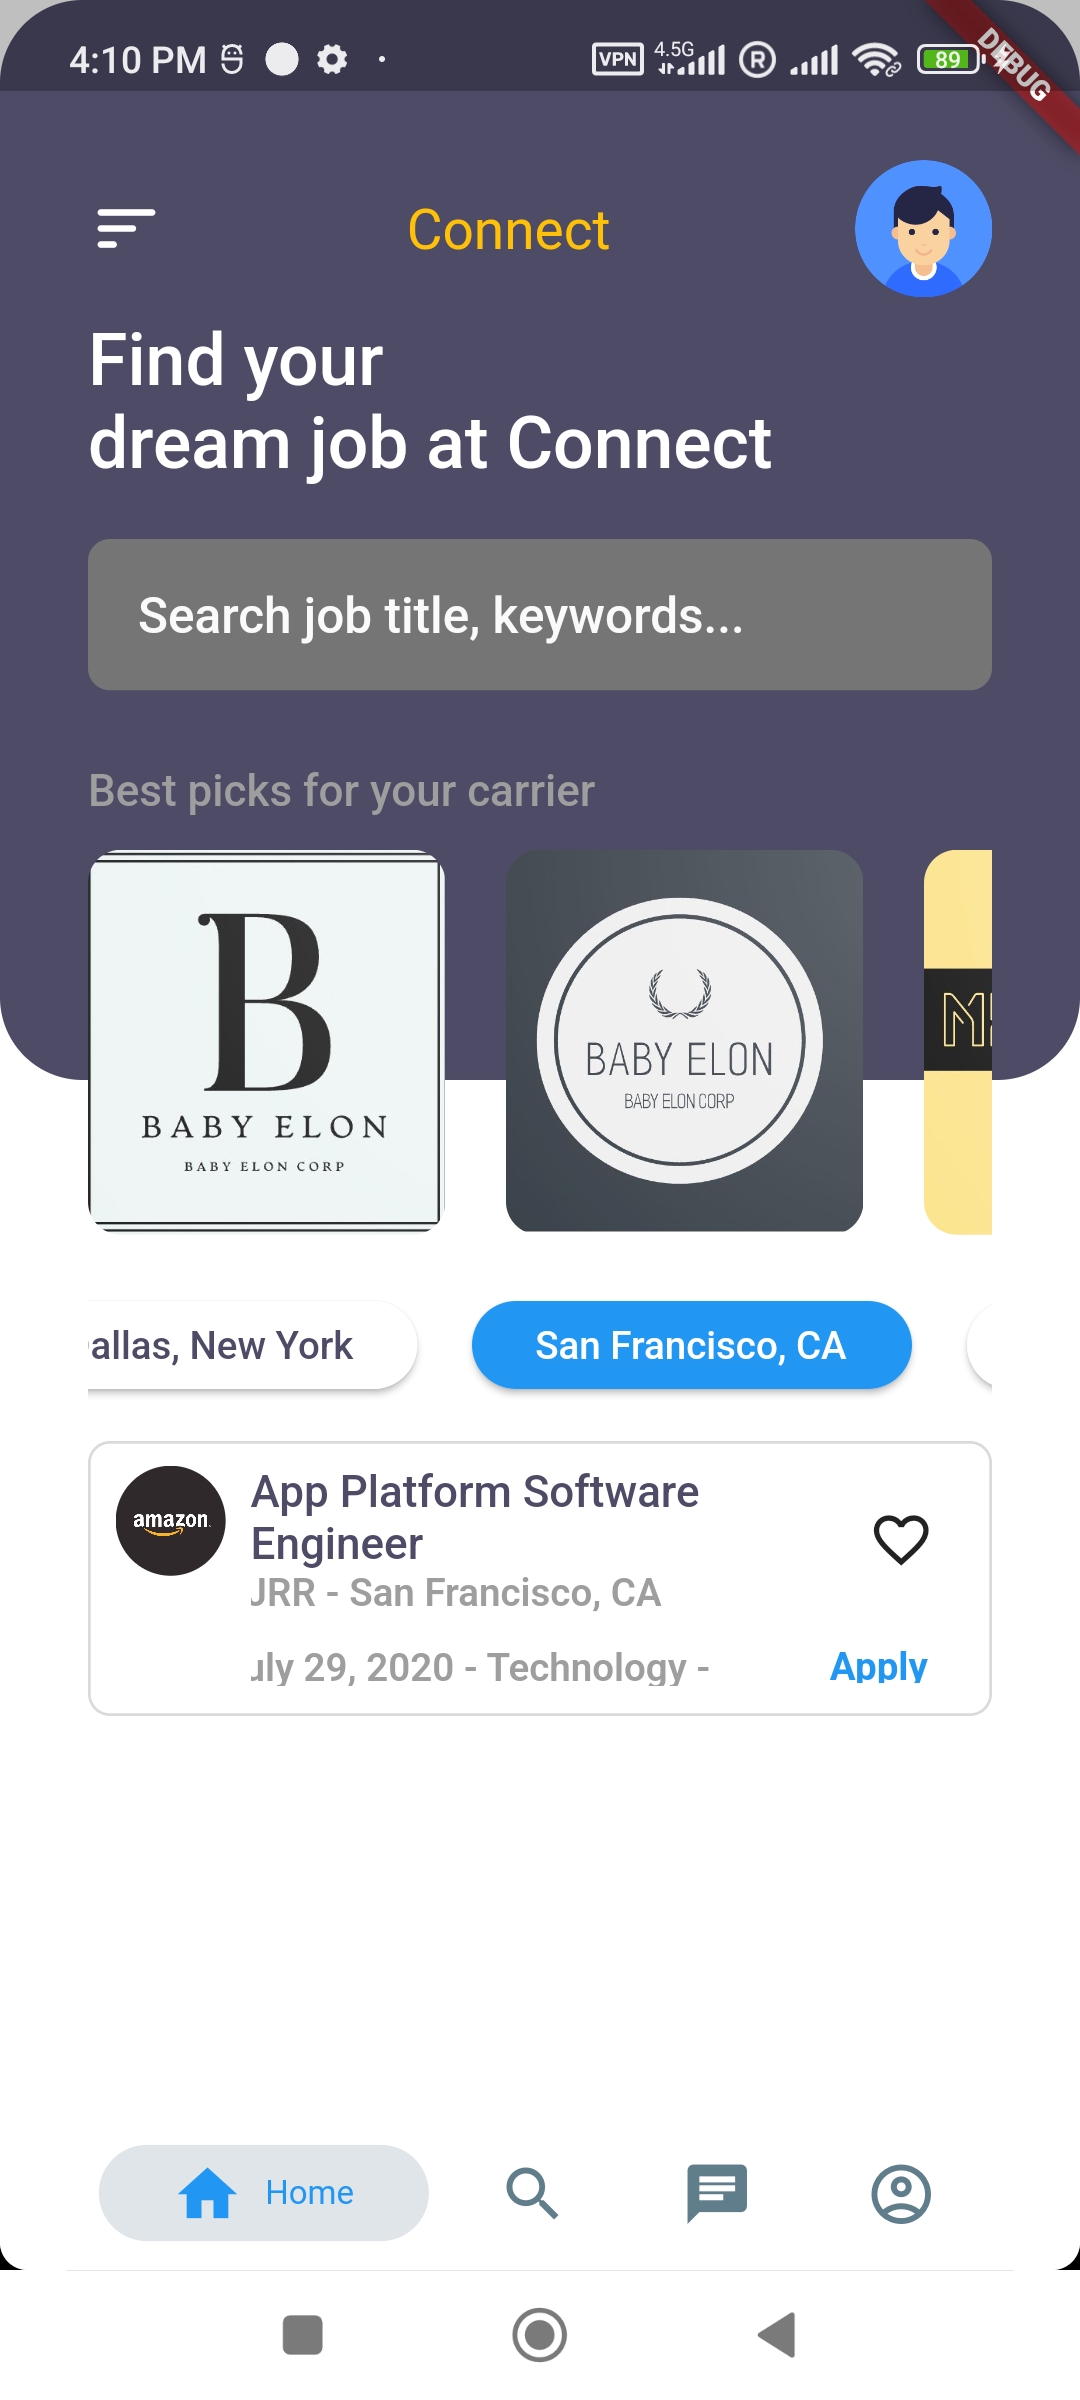 4:10 PM
VPN
4.5G
R
89
DEBUG
Connect
Find your
dream job at Connect
Search job title, keywords...
Best picks for your carrier
B
BABY ELON
BABY ELON CORP
BABY ELON
BABY ELON CORP
allas, New York
San Francisco, CA
amazon
App Platform Software
Engineer
JRR - San Francisco, CA
uly 29, 2020 - Technology -
Apply
Home